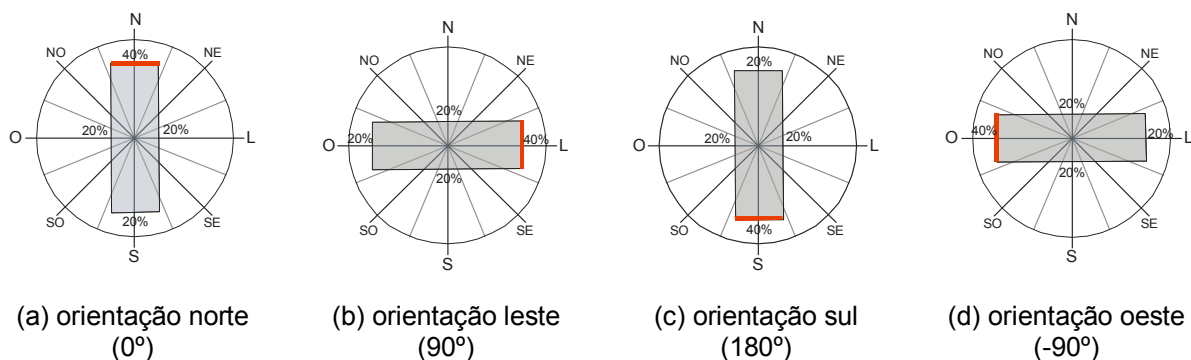 N
NO
40%
NE
O
20%
20%
L
SO
20%
SE
S
(a) orientação norte
(0º)
N
NO
NE
20%
O
20%
40%
L
20%
SO
SE
S
(b) orientação leste
(90º)
N
NO
20%
NE
O
20%
20%
L
SO
40%
SE
S
(c) orientação sul
(180º)
N
NO
NE
20%
O
40%
20%
L
20%
SO
SE
S
(d) orientação oeste
(-90º)